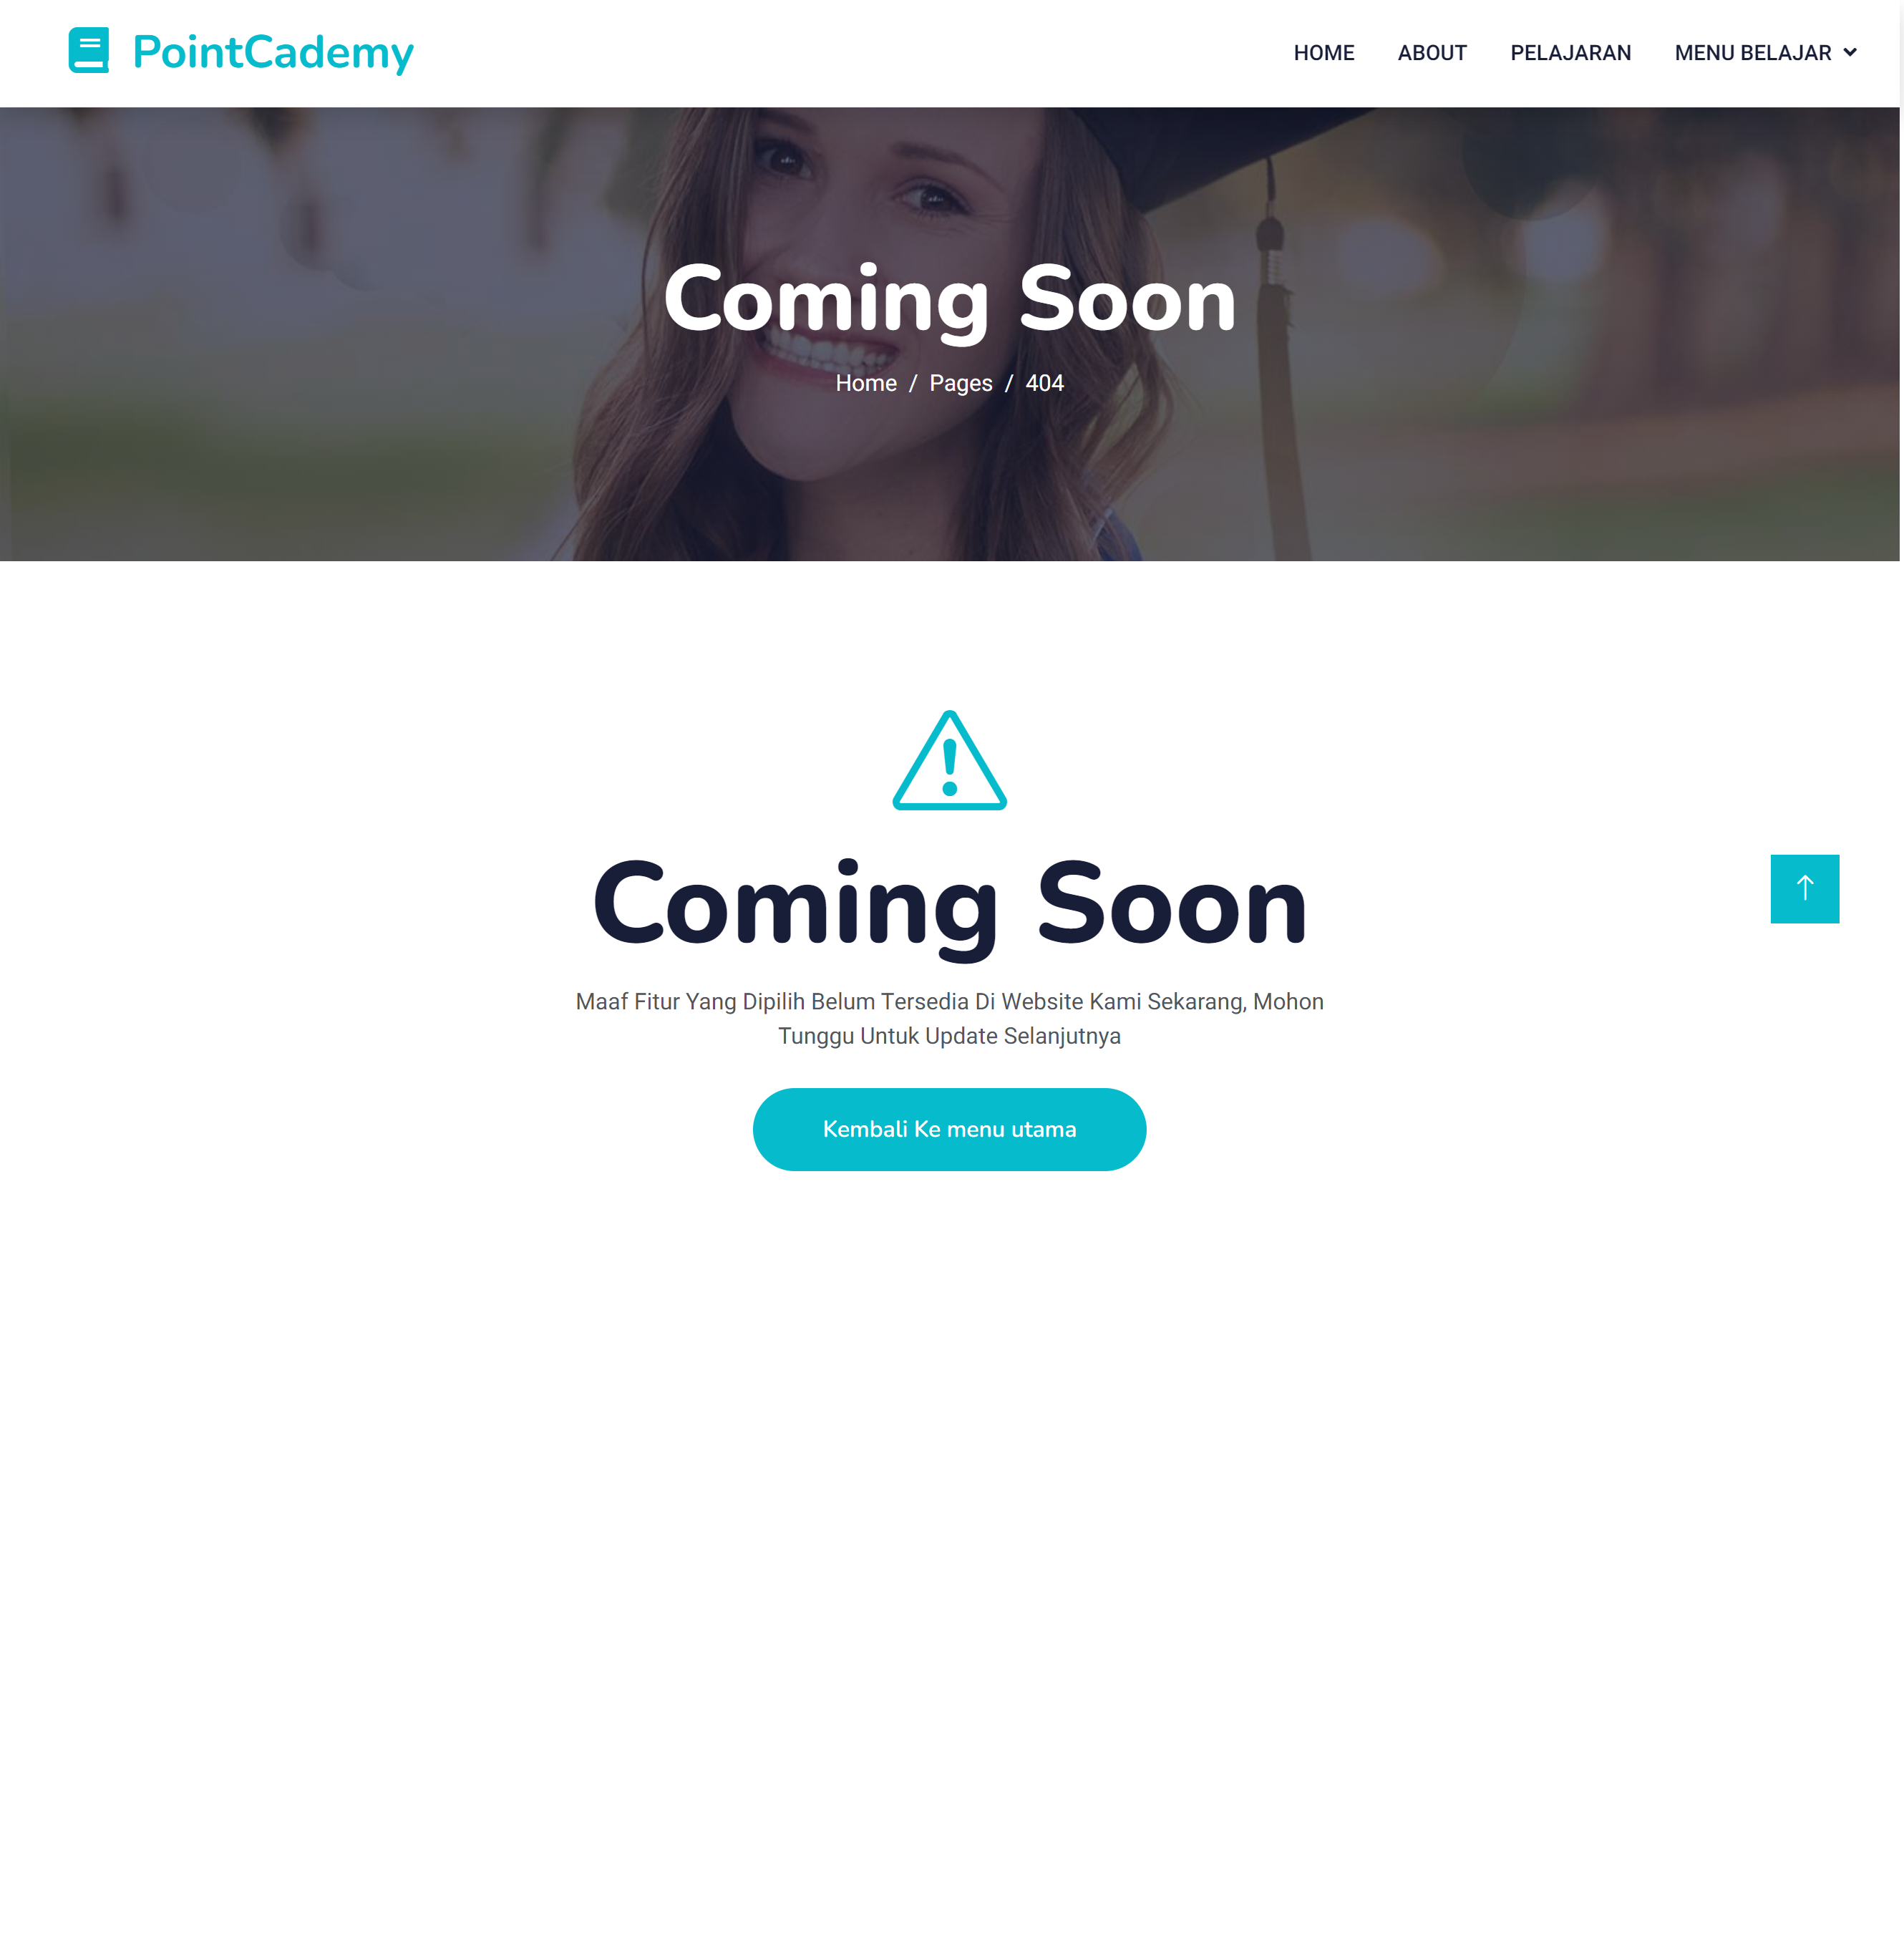 PointCademy
HOME ABOUT PELAJARAN MENU BELAJAR
Coming Soon
Home / Pages / 404
Coming Soon
Maaf Fitur Yang Dipilih Belum Tersedia Di Website Kami Sekarang, Mohon
Tunggu Untuk Update Selanjutnya
Kembali Ke menu utama